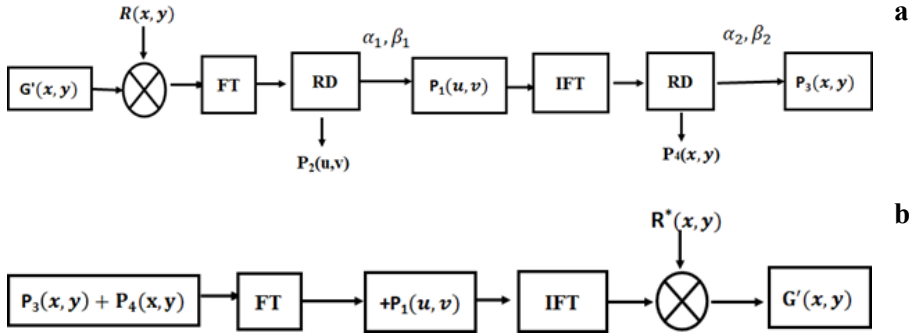 R(x, y)
a
α₁, β₁
α₂, β₂
G'(x, y)
FT
RD
P₁(u, v)
IFT
RD
P₃(x, y)
P₂(u,v)
P₄(x, y)
b
R*(x, y)
P₃(x, y) + P₄(x, y)
FT
+P₁(u, v)
IFT
G′(x, y)